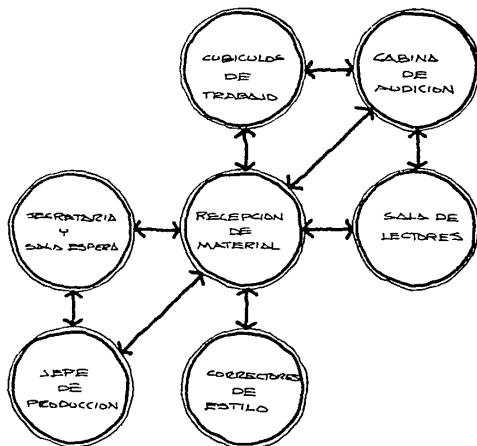 CUBICULOS
DE
TRABAJO
CABINA
DE
AUDICION
SECRETARIA
Y
SALA ESPERA
RECEPCION
DE
MATERIAL
SALA DE
LECTORES
JEFE
DE
PRODUCCION
CORRECTORES
DE
ESTILO